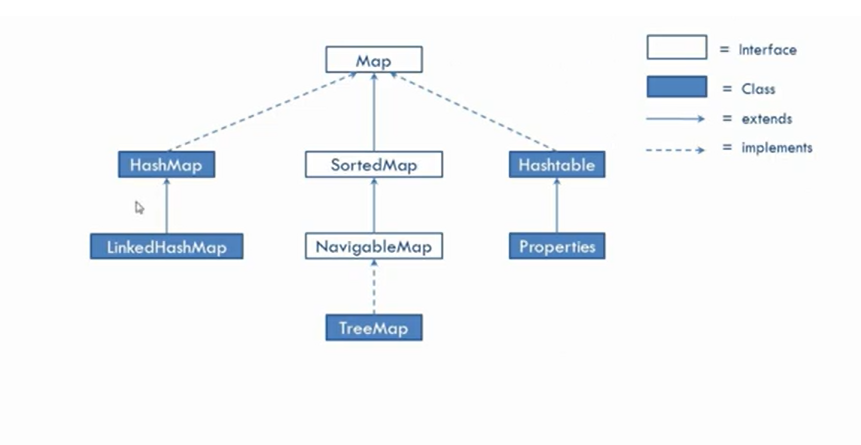 Map
= Interface
= Class
= extends
= implements
HashMap
SortedMap
Hashtable
LinkedHashMap
NavigableMap
Properties
TreeMap